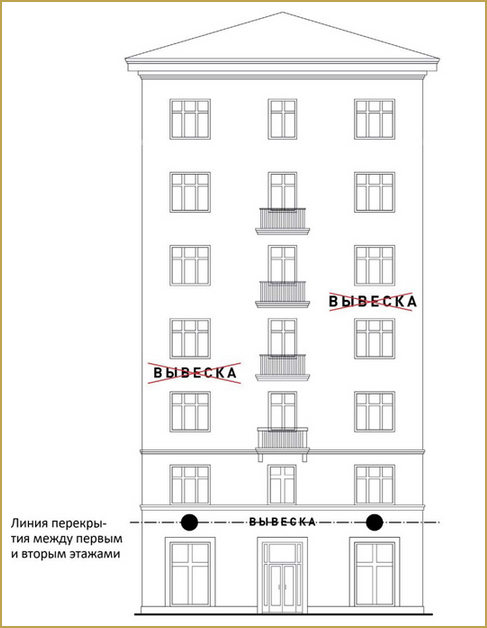 ВЫВЕСКА
ВЫВЕСКА
Линия перекры-
тия между первым
и вторым этажами
ВЫВЕСКА